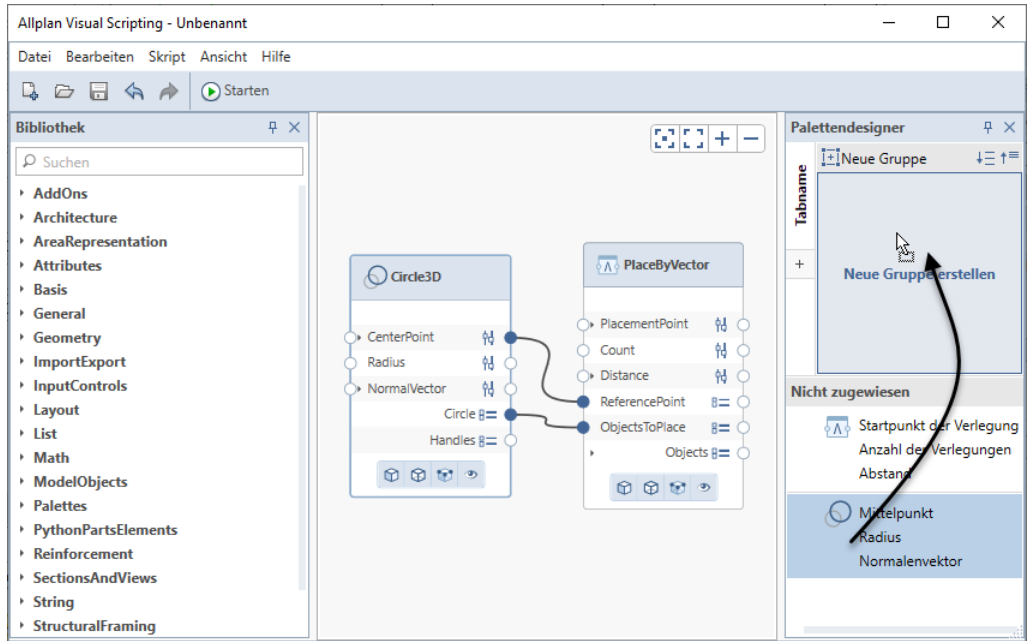 Allplan Visual Scripting - Unbenannt
Datei Bearbeiten Skript Ansicht Hilfe
Starten
Bibliothek
Suchen
AddOns
Architecture
AreaRepresentation
Attributes
Basis
General
Geometry
ImportExport
InputControls
Layout
List
Math
ModelObjects
Palettes
PythonPartsElements
Reinforcement
SectionsAndViews
String
StructuralFraming
Circle3D
CenterPoint
Radius
NormalVector
Circle
Handles
PlaceByVector
PlacementPoint
Count
Distance
ReferencePoint
ObjectsToPlace
Objects
Palettendesigner
Neue Gruppe
Tabname
+
Neue Gruppe erstellen
Nicht zugewiesen
Startpunkt der Verlegung
Anzahl der Verlegungen
Abstand
Mittelpunkt
Radius
Normalenvektor